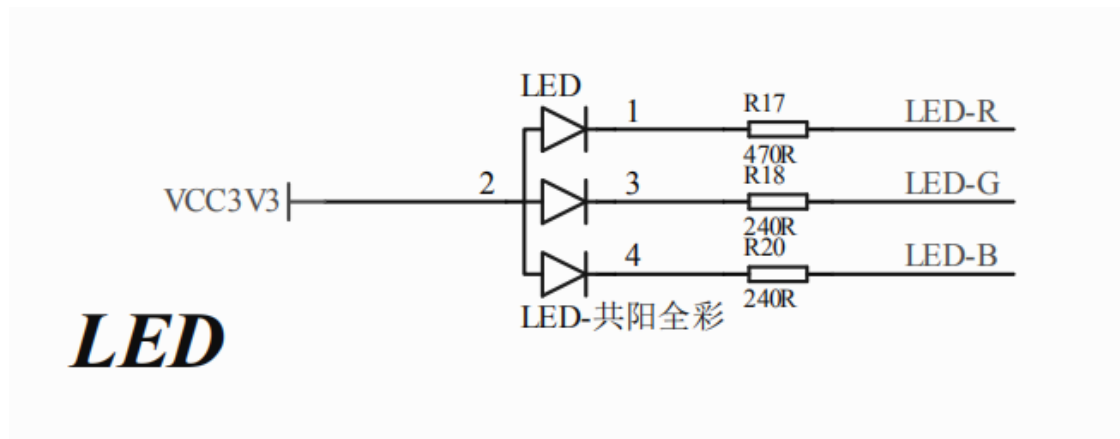 LED
1
R17
LED-R
470R
VCC3V3
2
3
R18
LED-G
240R
4
R20
LED-B
240R
LED-共阳全彩
LED